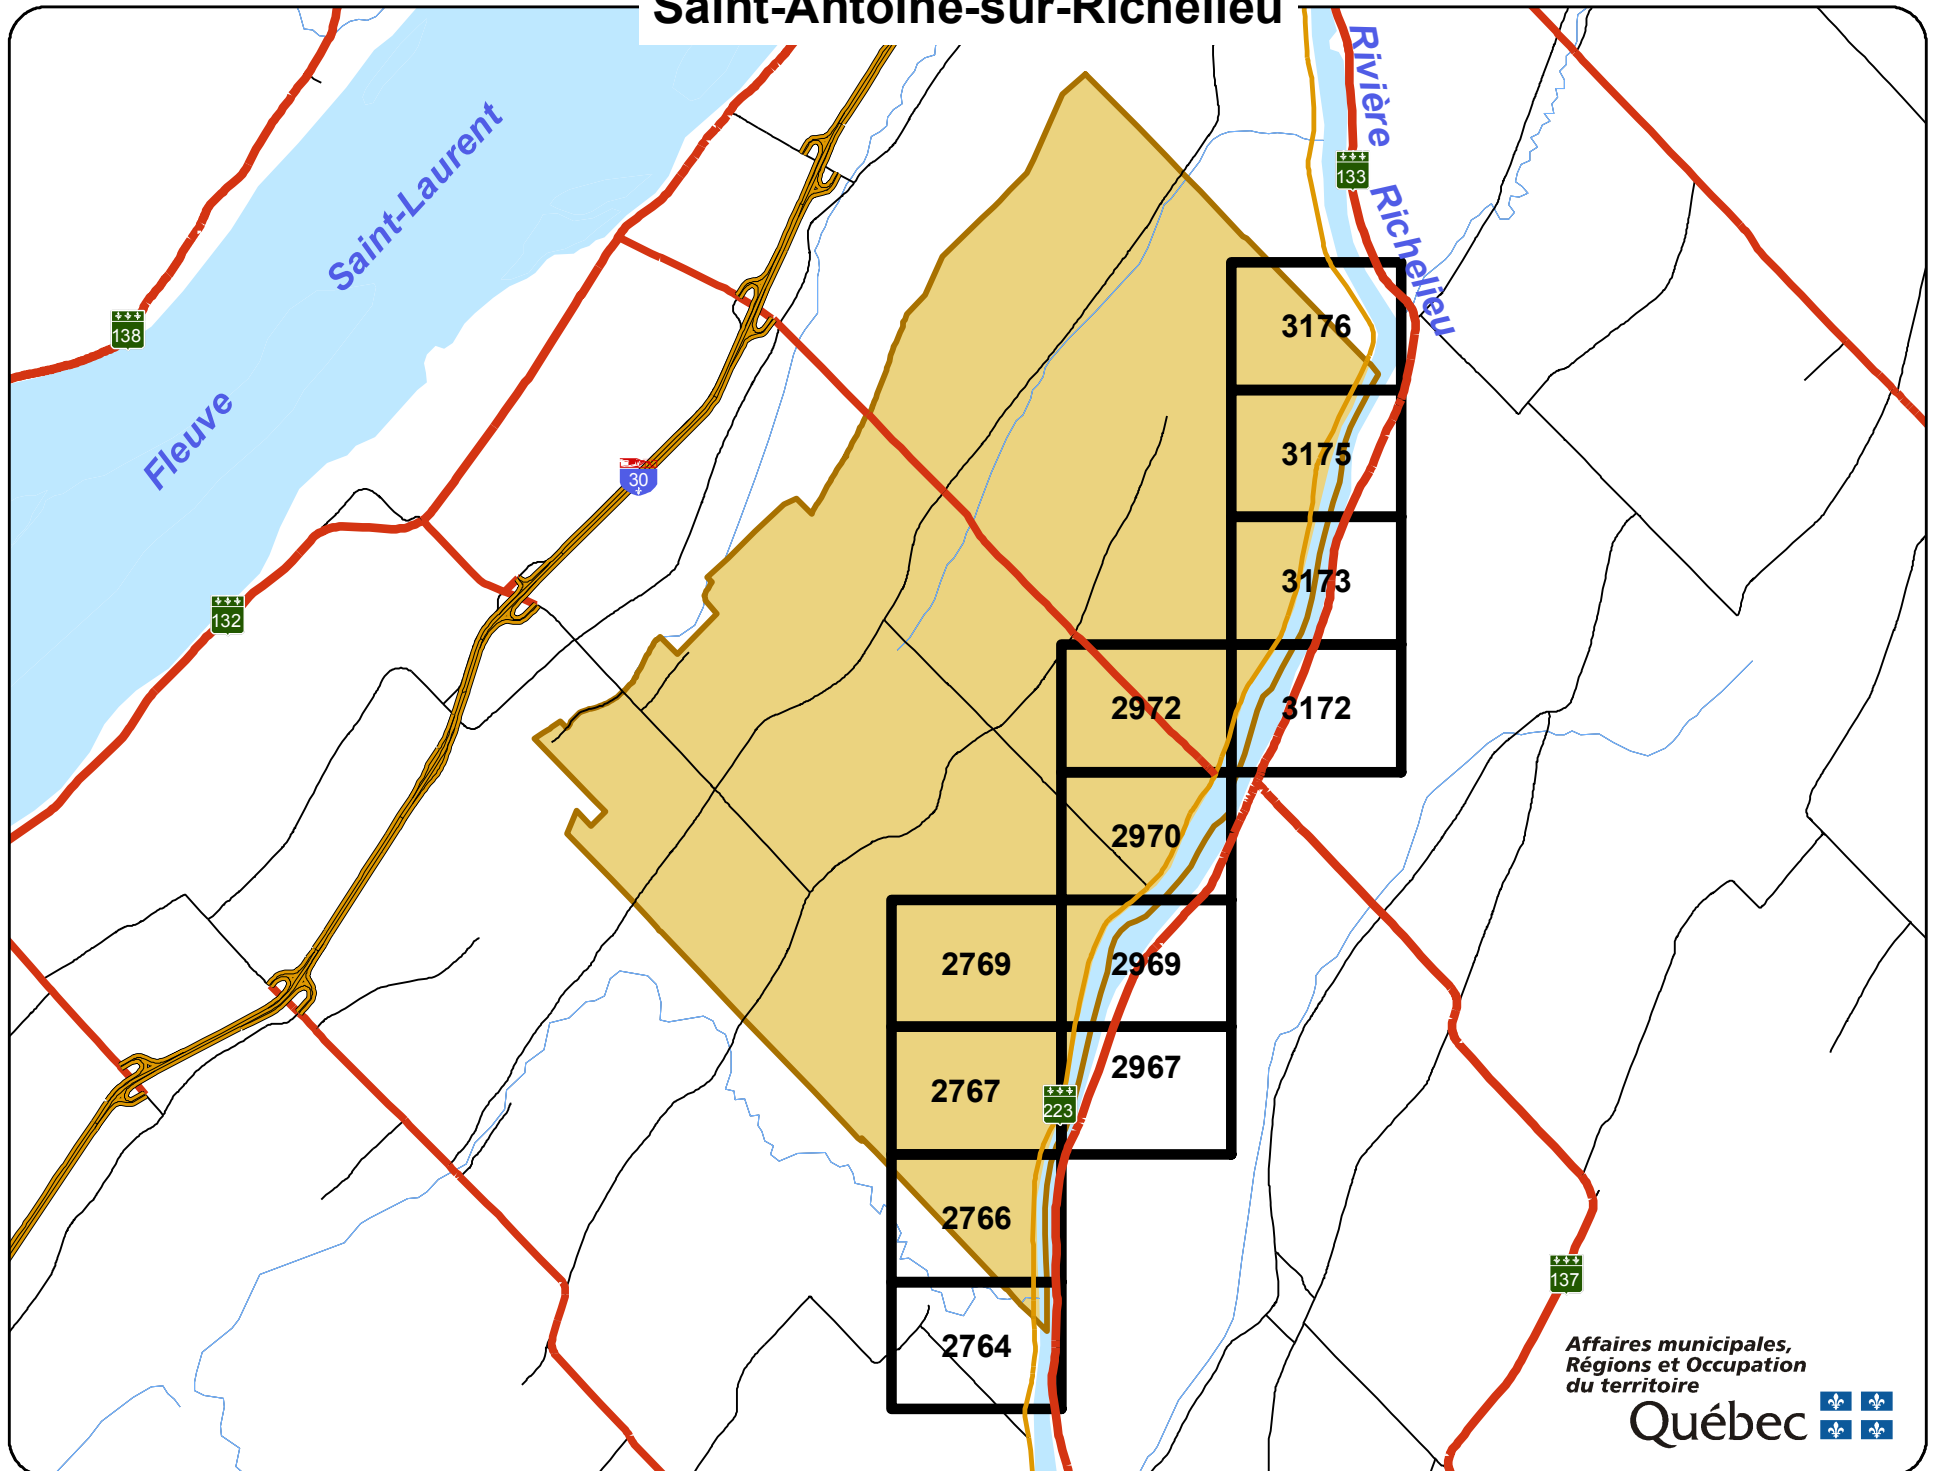 Saint-Antoine-sur-Richelieu
Rivière
Richelieu
Saint-Laurent
Fleuve
133
138
30
132
3176
3175
3173
2972
3172
2970
2769
2969
2767
2967
223
2766
2764
137
Affaires municipales,
Régions et Occupation
du territoire
Québec